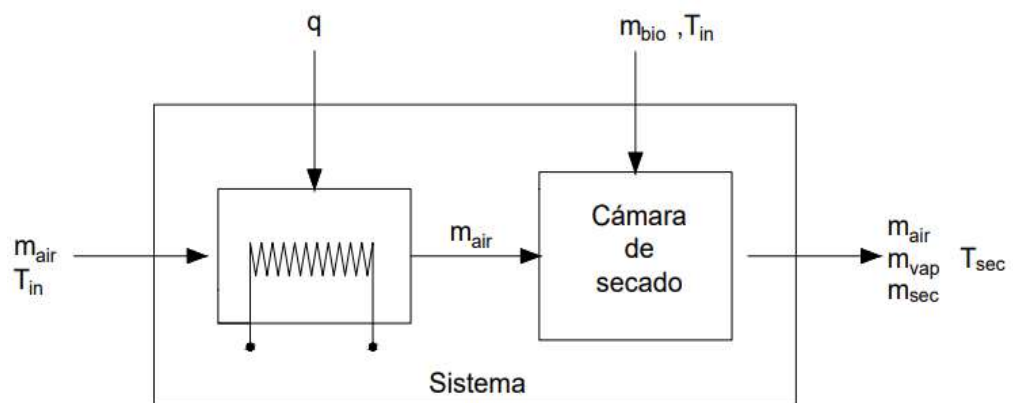 q
m_bio ,T_in
m_air
T_in
m_air
Cámara
de
secado
m_air
m_vap T_sec
m_sec
Sistema